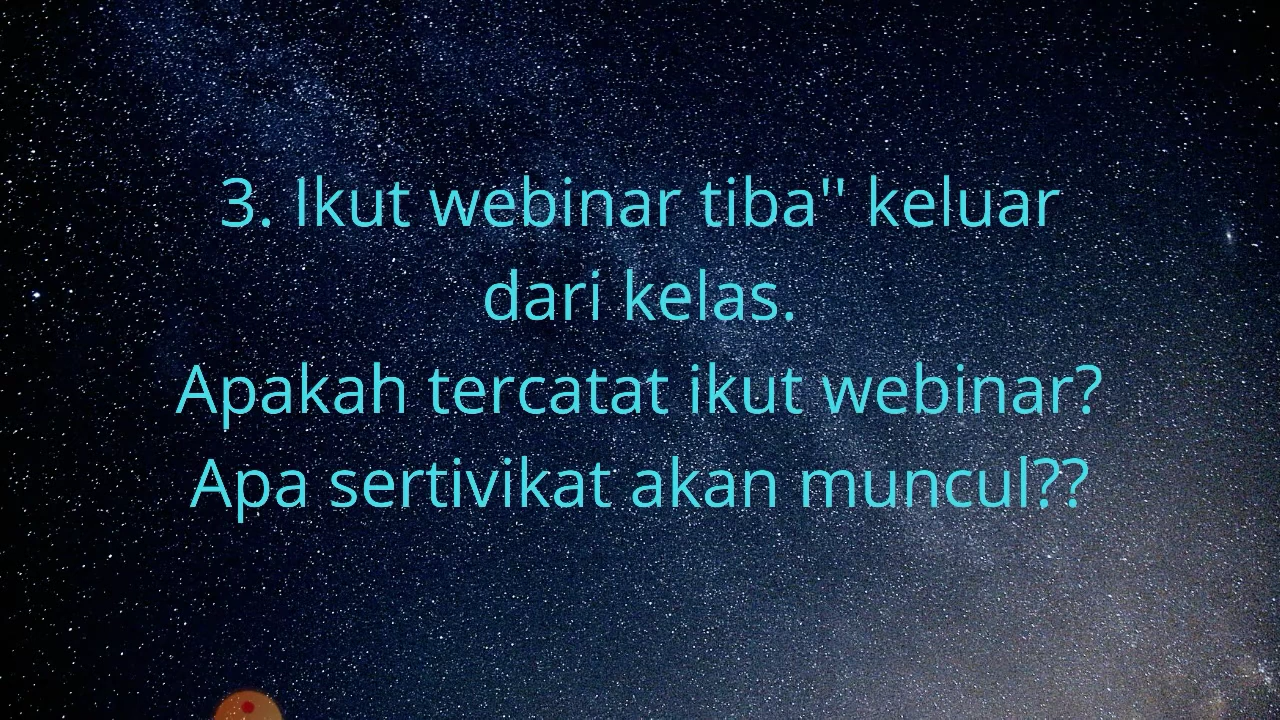 3. Ikut webinar tiba'' keluar
dari kelas.
Apakah tercatat ikut webinar?
Apa sertivikat akan muncul??